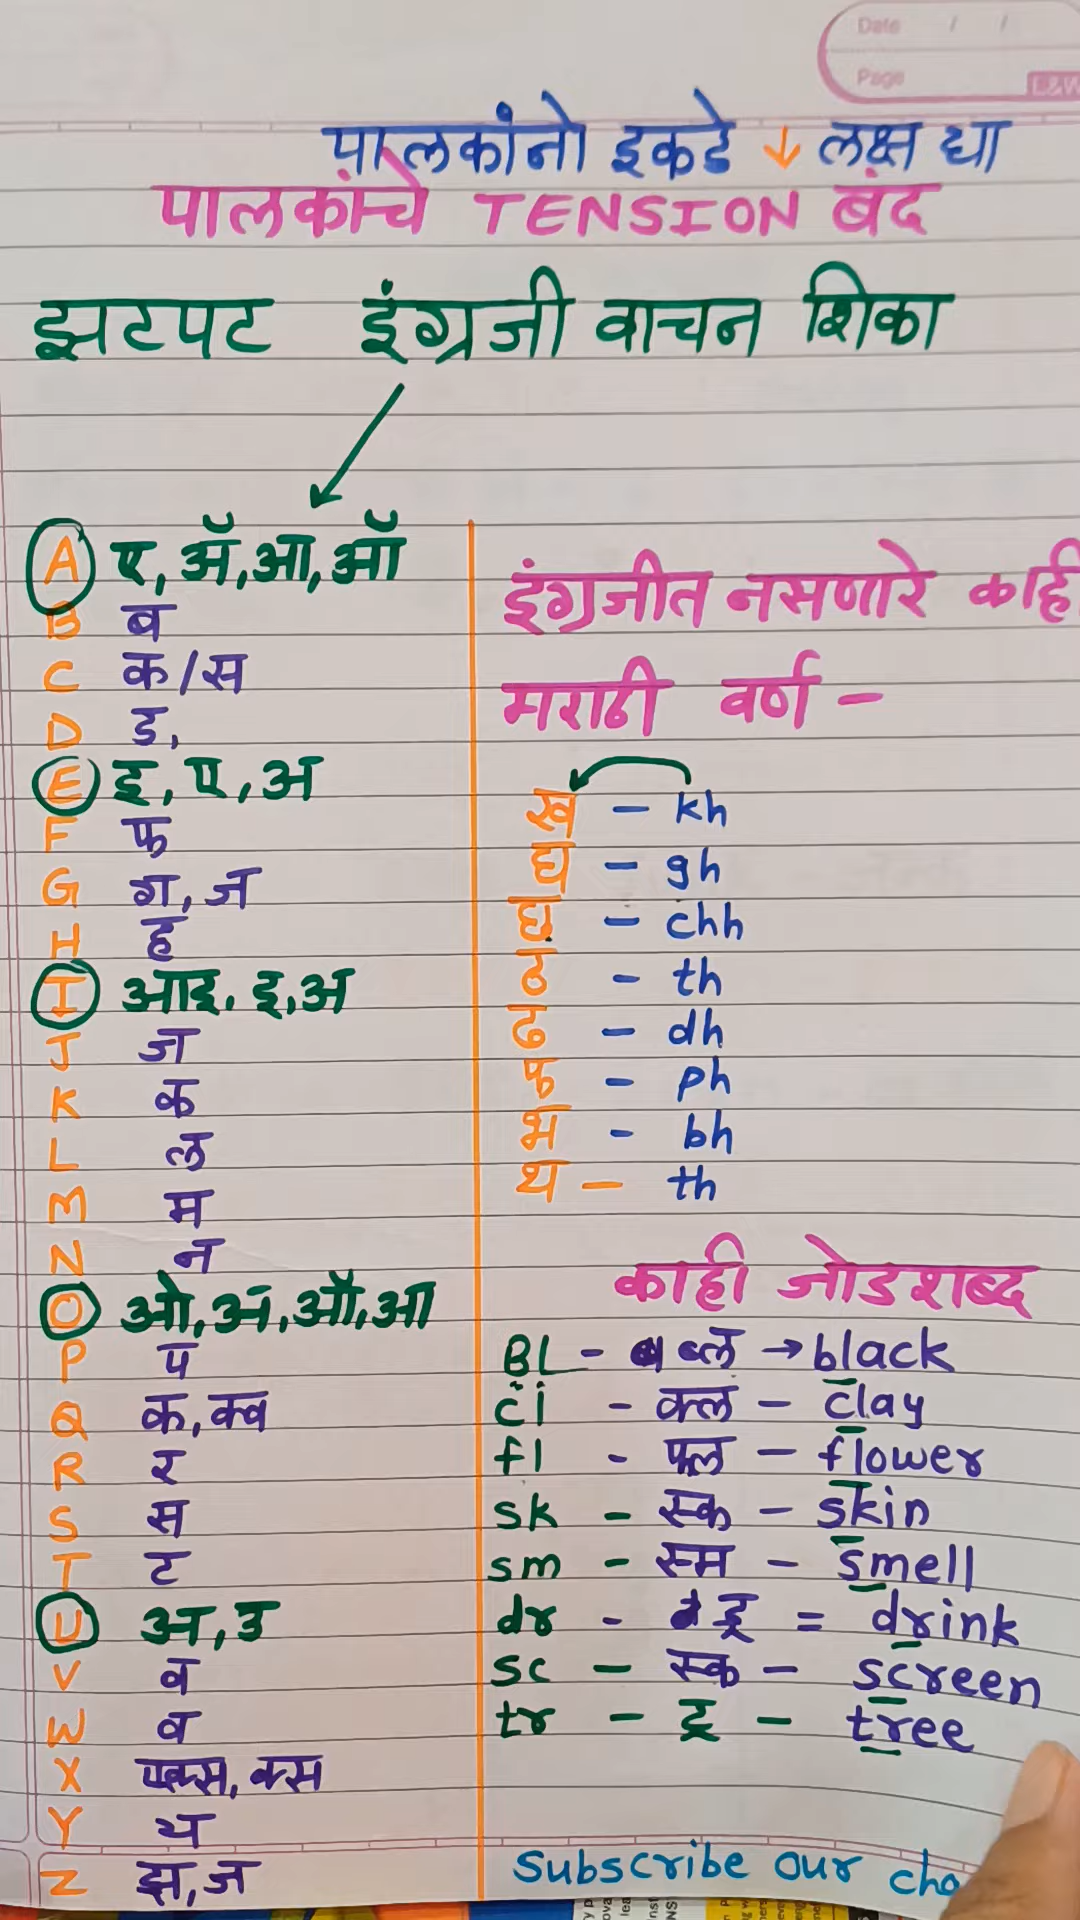 Date / /
Page
पालकांनो इकडे ↓ लक्ष द्या
पालकांचे TENSION बंद
झटपट इंग्रजी वाचन शिका
A ए, ॲ, आ, ऑ
B ब
C क/स
D ड,
E इ, ए, अ
F फ
G ग, ज
H ह
I आइ. इ, अ
J ज
K क
L ल
M म
N न
O ओ, अ, ऑ, आ
P प
Q क, क्व
R र
S स
T ट
U अ, उ
V व
W व
X एक्स, क्स
Y य
Z झ, ज
इंग्रजीत नसणारे
मराठी वर्ण -
ख - kh
घ - gh
छ - chh
ठ - th
ढ - dh
फ - ph
भ - bh
थ - th
काही जोडशब्द
BL - ब्ल → black
cl - क्ल - clay
fl - फ्ल - flower
sk - स्क - skin
sm - स्म - smell
dr - ड्र = drink
sc - स्क - screen
tr - ट्र - tree
Subscribe our